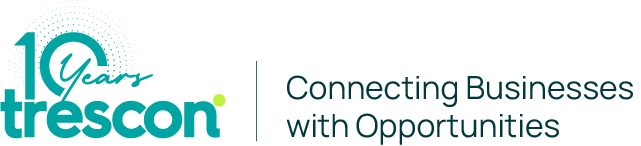 10
Years
trescon
Connecting Businesses
with Opportunities